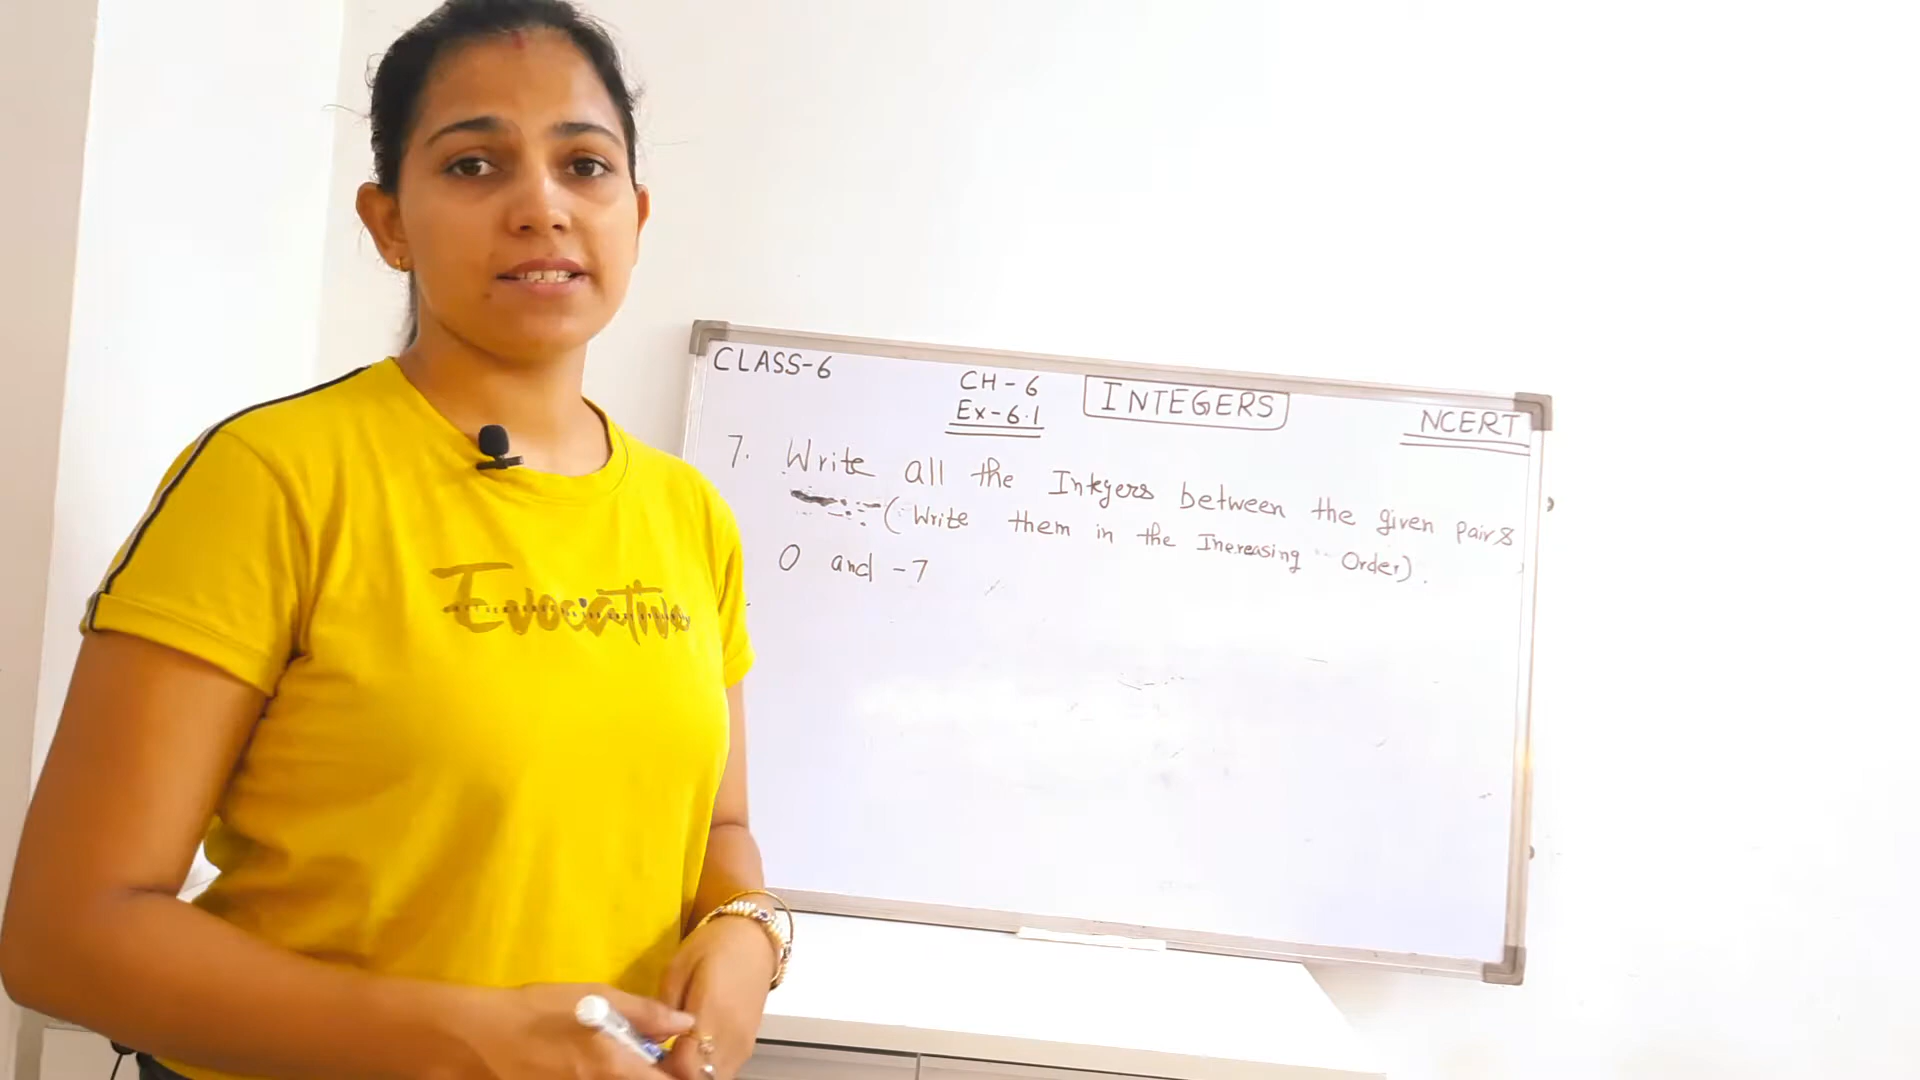 CLASS-6
CH - 6
Ex-6.1
INTEGERS
NCERT
7. Write all the Integers between the given pairs
(Write them in the Increasing Order).
0 and -7
Evocative